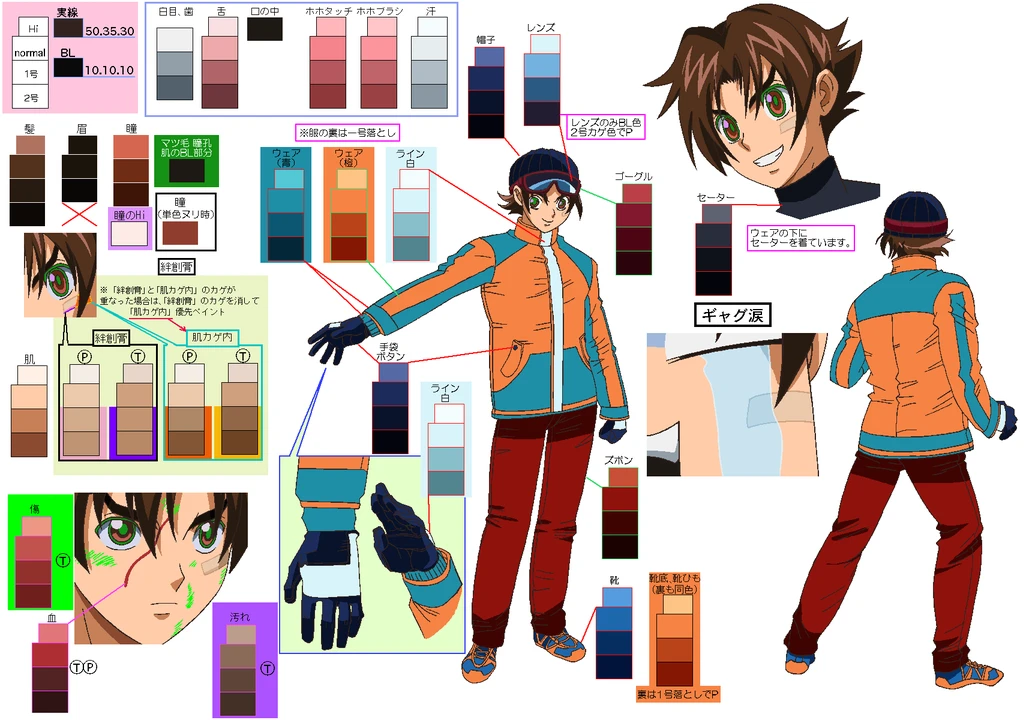 実線
Hi
50.35.30
normal
BL
1号
10.10.10
2号
白目、歯
舌
口の中
ホホタッチ
ホホブラシ
汗
帽子
レンズ
レンズのみBL色
2号カゲ色でP
※服の裏は一号落とし
髪
眉
瞳
マツ毛 瞳孔
肌のBL部分
瞳のHi
瞳
(単色ヌリ時)
ウェア
(青)
ウェア
(橙)
ライン
白
ゴーグル
セーター
ウェアの下に
セーターを着ています。
絆創膏
※「絆創膏」と「肌カゲ内」のカゲが
重なった場合は、「絆創膏」のカゲを消して
「肌カゲ内」優先ペイント
絆創膏
肌カゲ内
P
T
P
T
肌
手袋
ボタン
ライン
白
ギャグ涙
ズボン
傷
T
血
T P
汚れ
T
靴
靴底、靴ひも
(裏も同色)
裏は1号落としでP